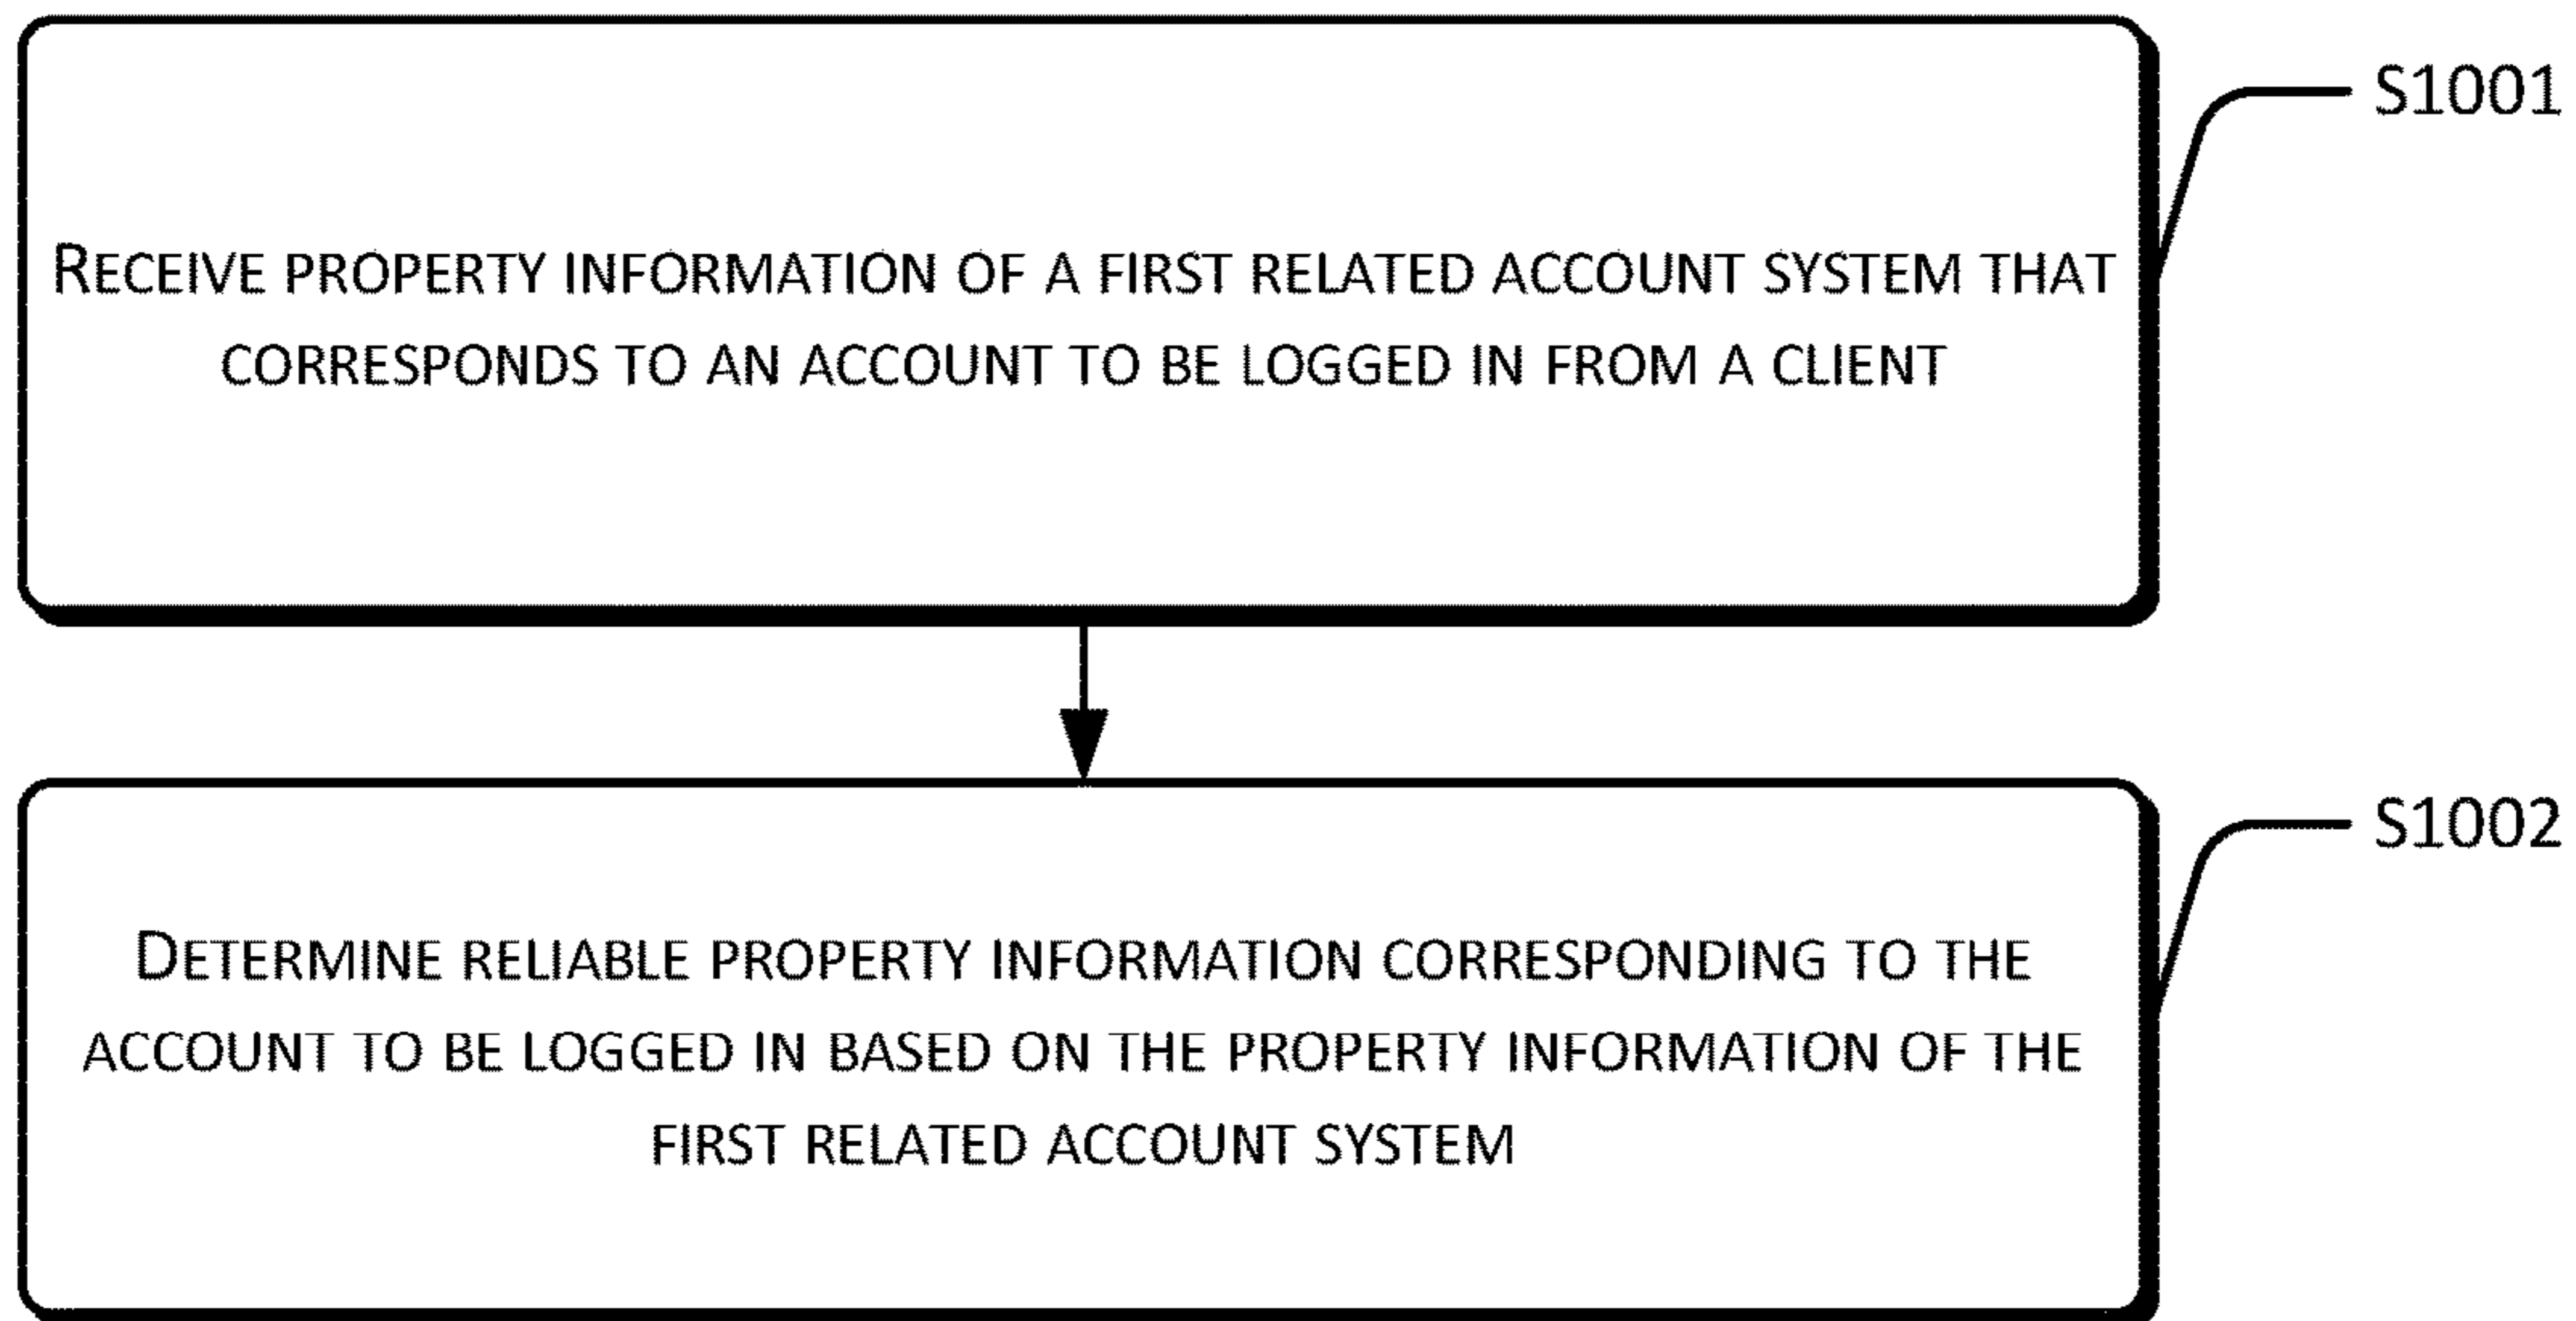 RECEIVE PROPERTY INFORMATION OF A FIRST RELATED ACCOUNT SYSTEM THAT
CORRESPONDS TO AN ACCOUNT TO BE LOGGED IN FROM A CLIENT
S1001
DETERMINE RELIABLE PROPERTY INFORMATION CORRESPONDING TO THE
ACCOUNT TO BE LOGGED IN BASED ON THE PROPERTY INFORMATION OF THE
FIRST RELATED ACCOUNT SYSTEM
S1002